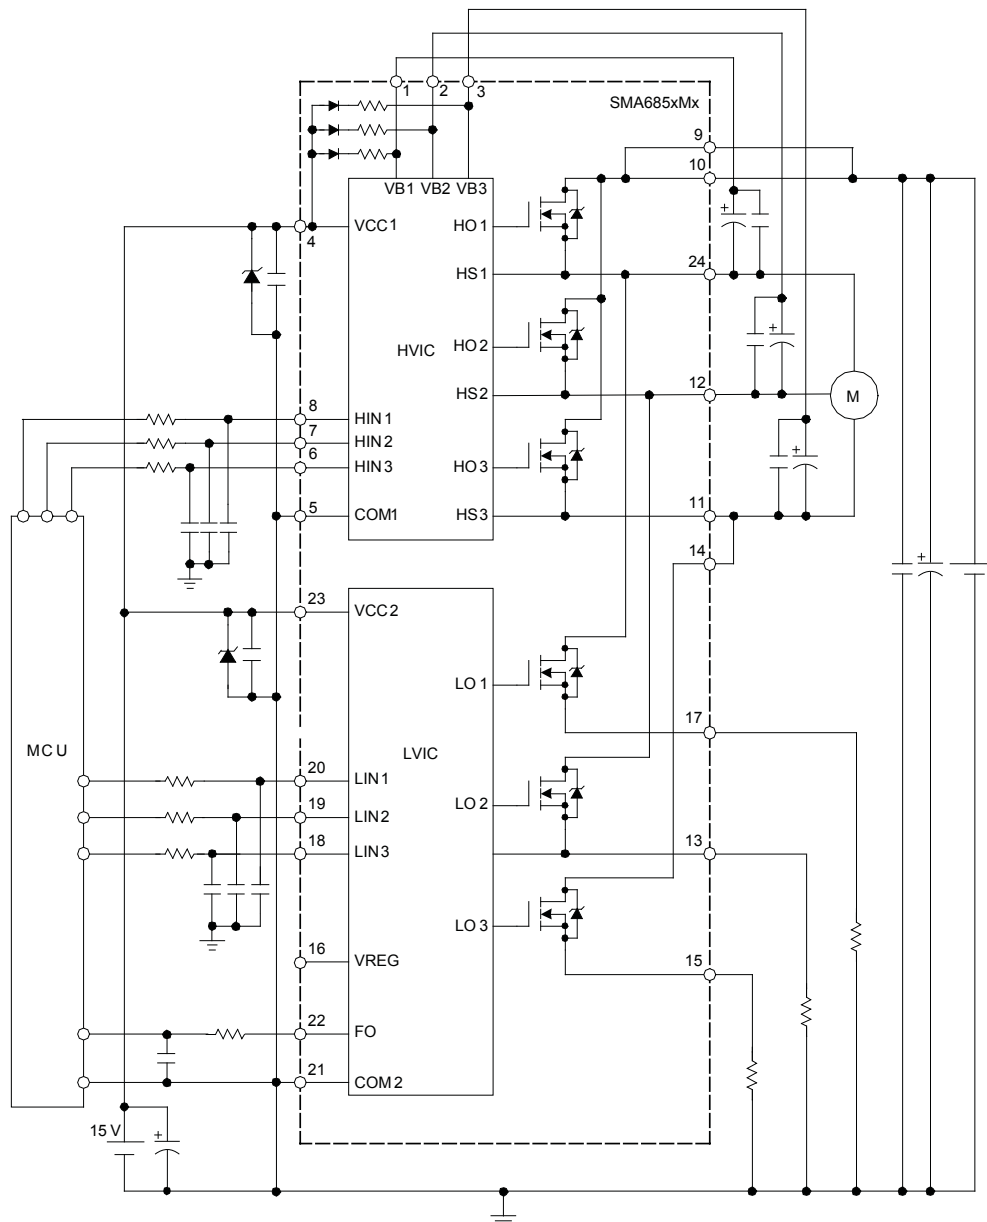 1
2
3
SMA685xMx
9
10
VB1
VB2
VB3
4
VCC1
HO1
24
HS1
HVIC
HO2
12
HS2
M
8
HIN1
7
HIN2
6
HIN3
HO3
5
COM1
HS3
11
14
23
VCC2
LO1
17
MCU
LVIC
20
LIN1
19
LIN2
LO2
18
LIN3
13
LO3
16
VREG
15
22
FO
21
COM2
15 V
+
+
+
+
+